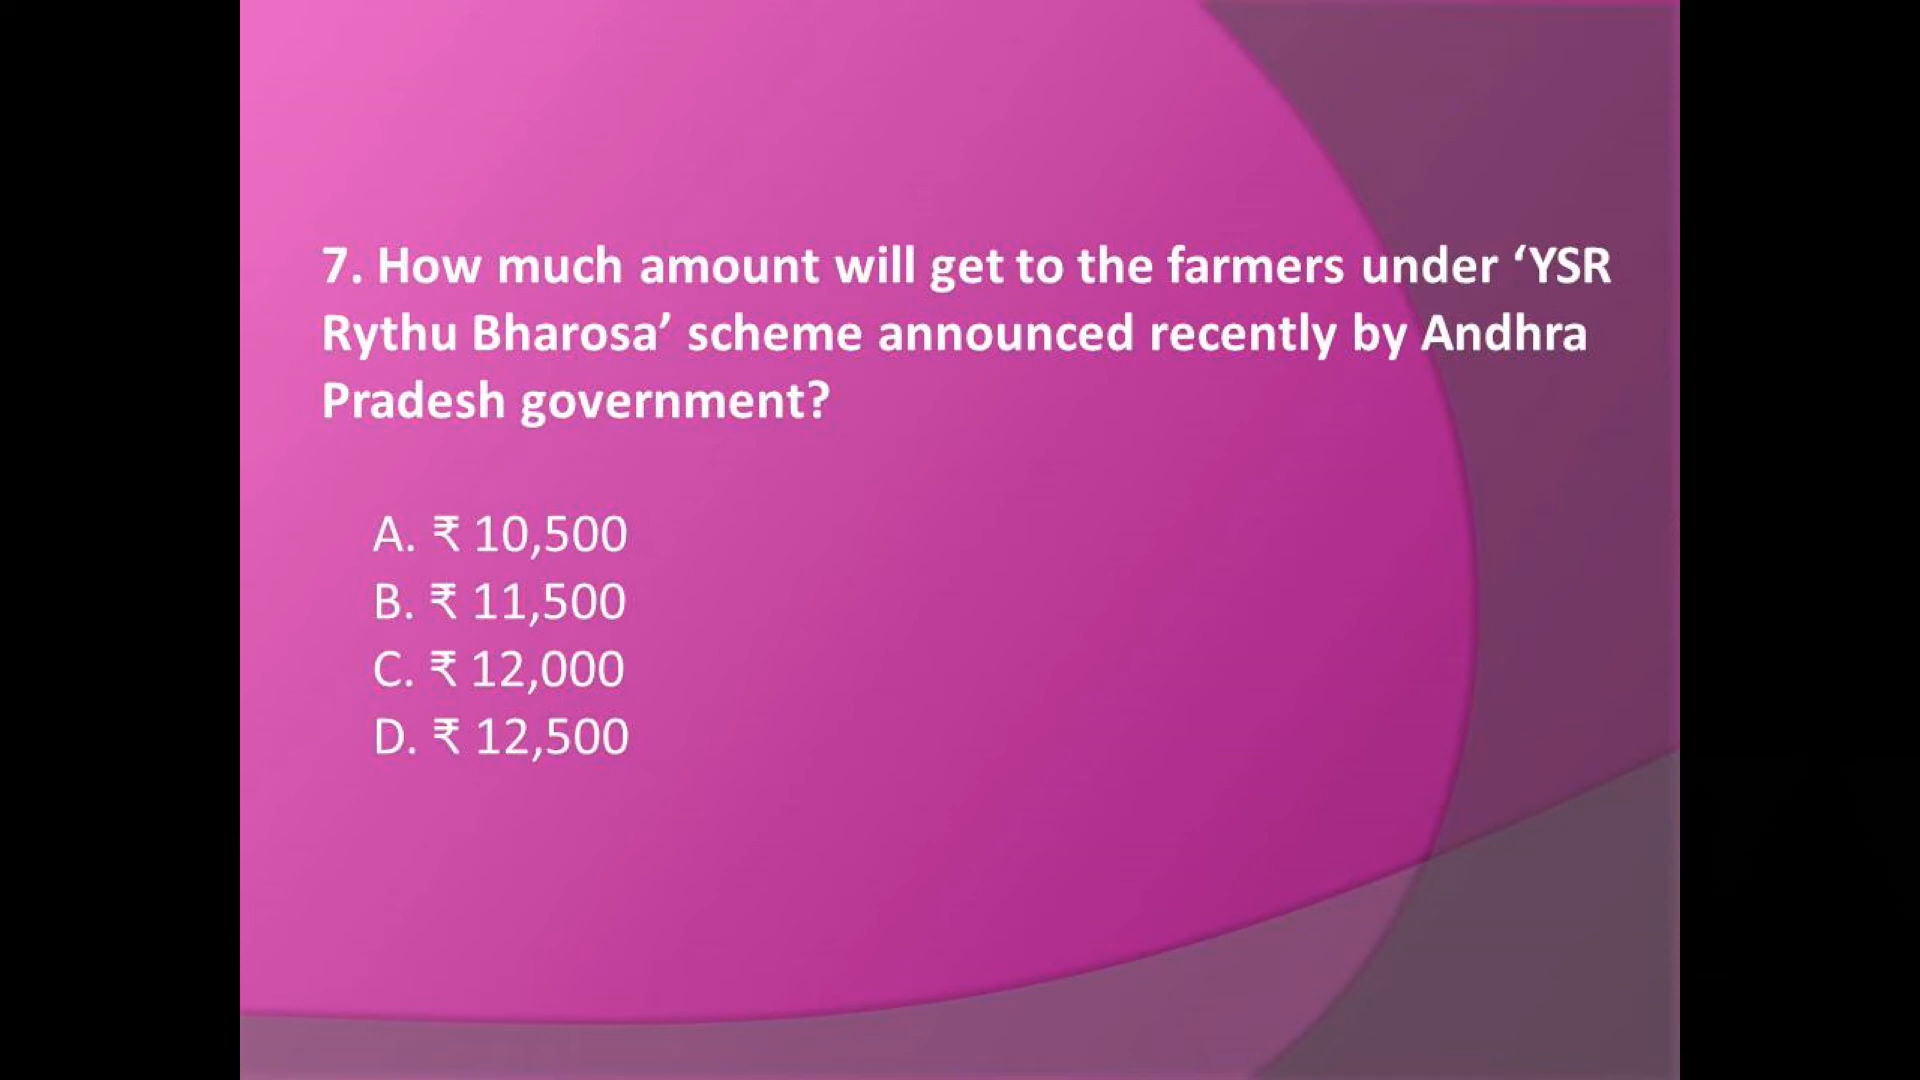 7. How much amount will get to the farmers under ‘YSR
Rythu Bharosa’ scheme announced recently by Andhra
Pradesh government?
A. ₹ 10,500
B. ₹ 11,500
C. ₹ 12,000
D. ₹ 12,500